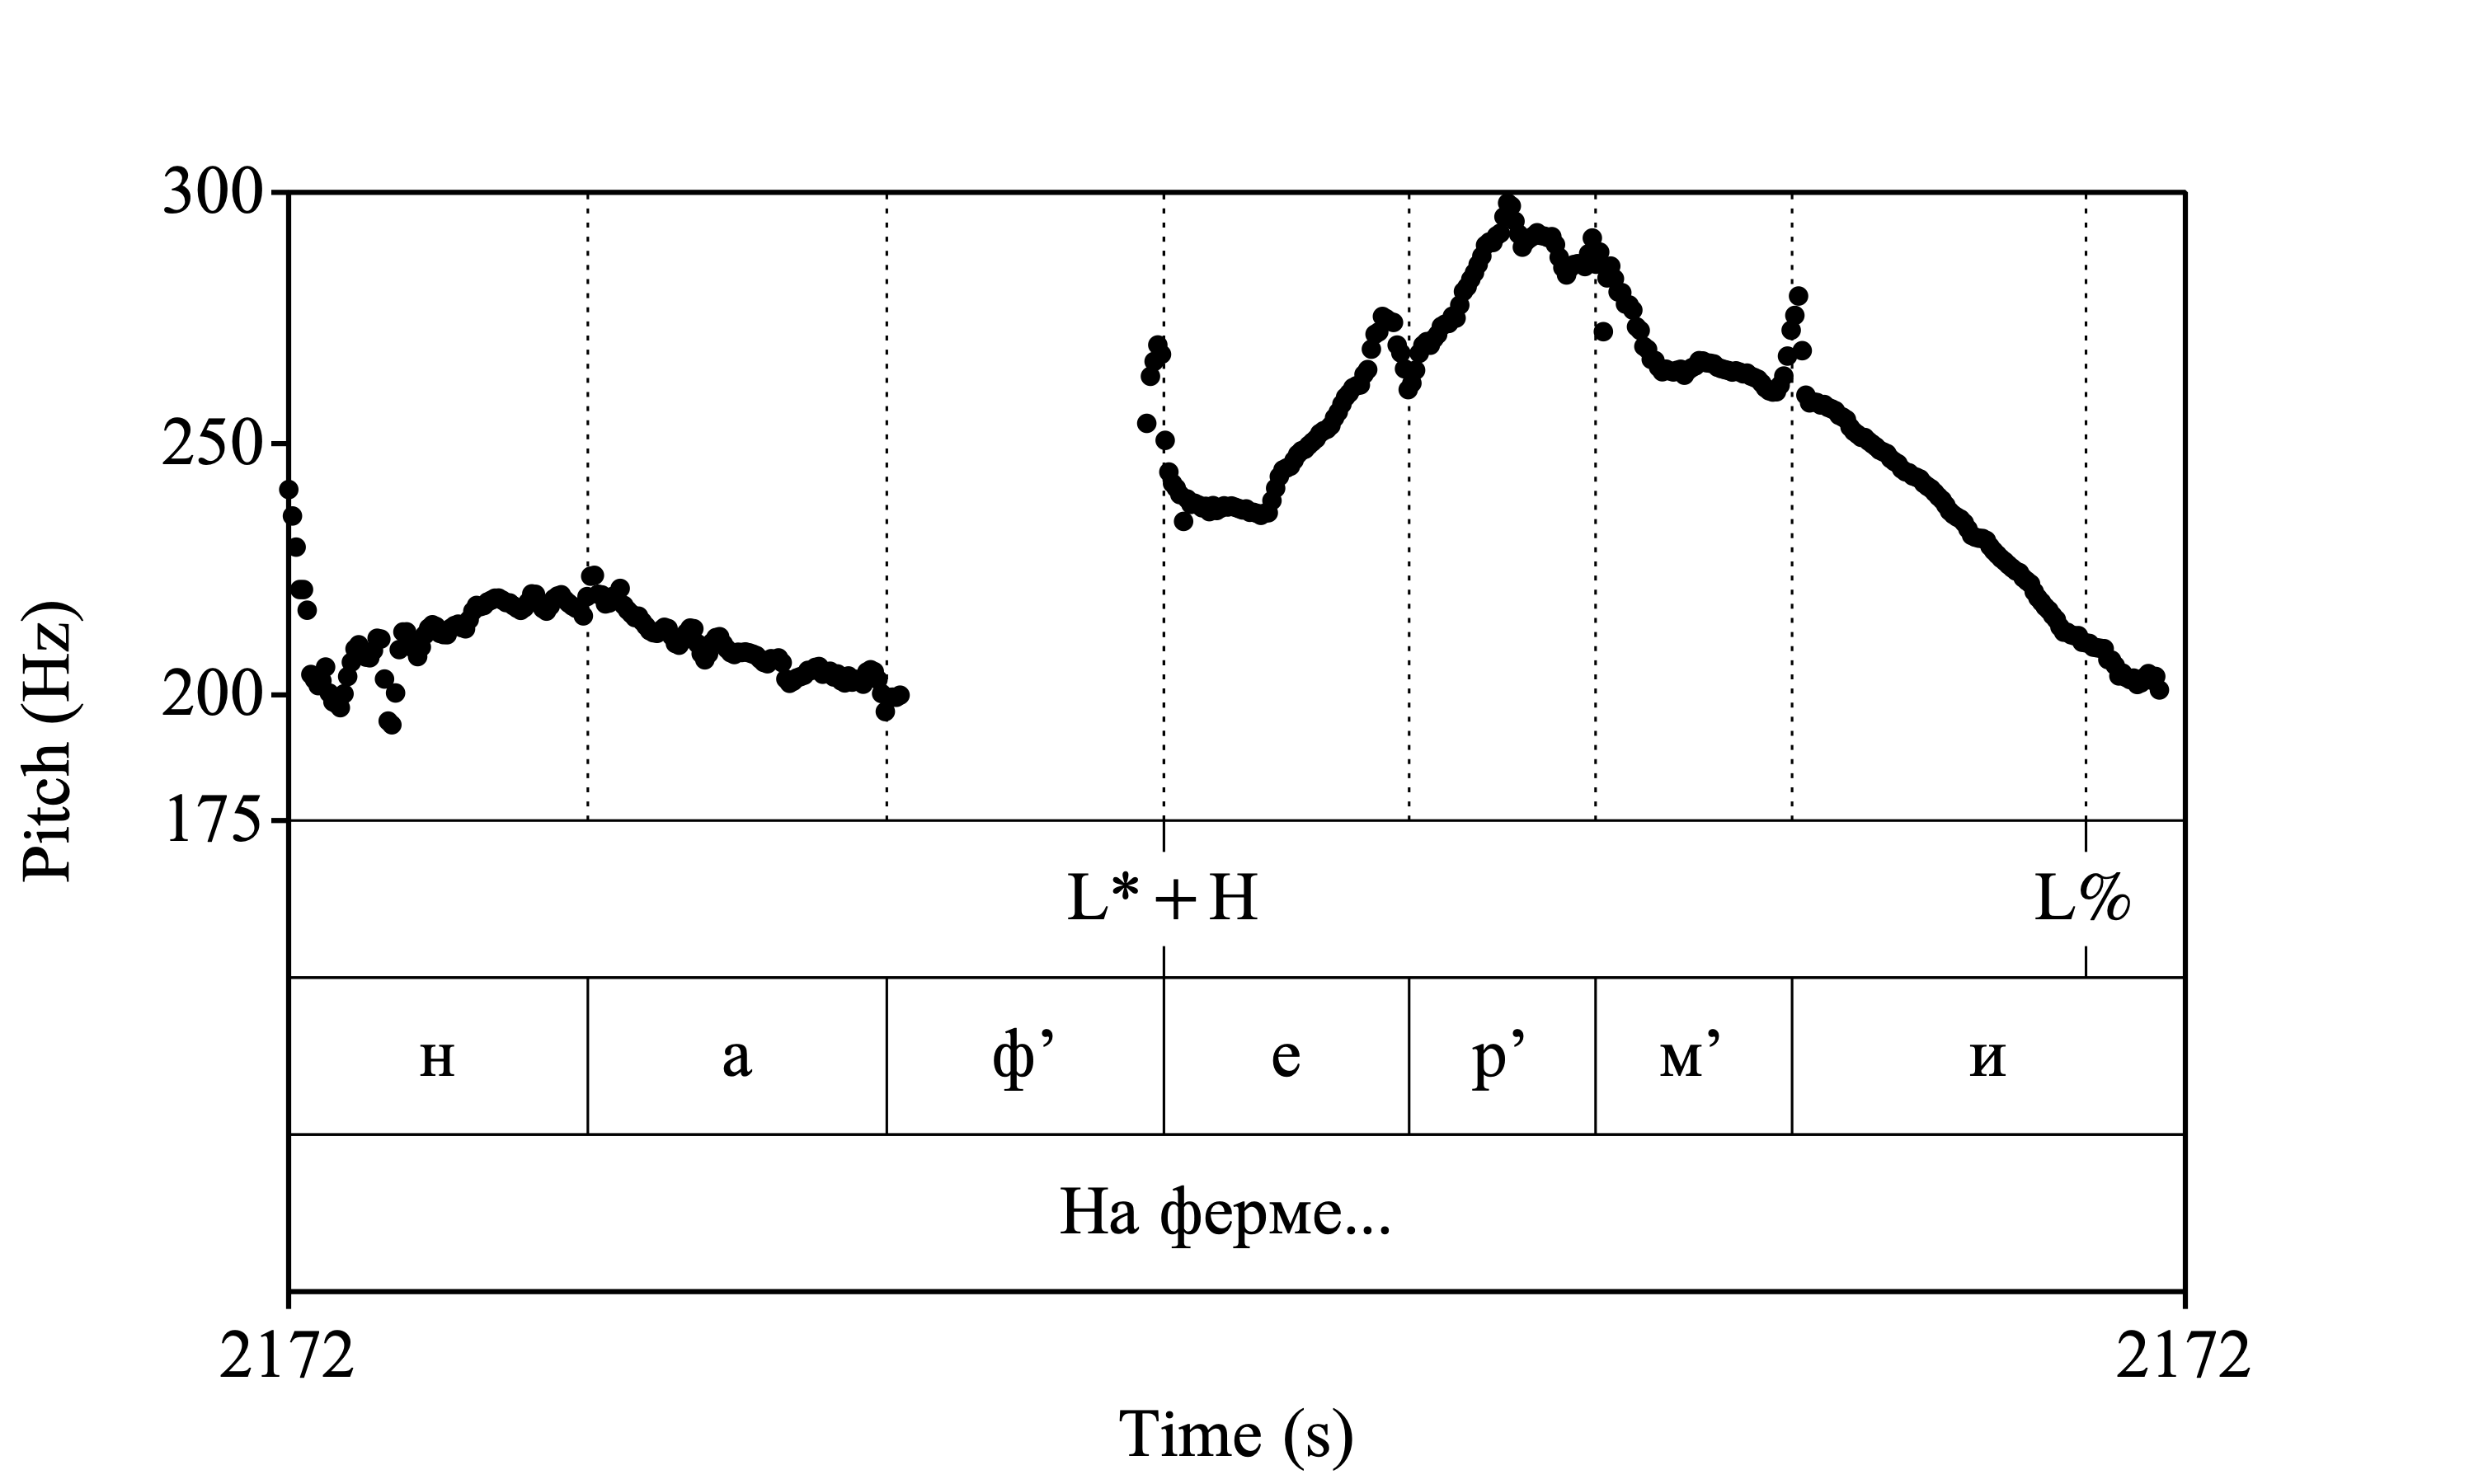 300
250
200
175
Pitch (Hz)
L*+H L%
н а ф’ е р’ м’ и
На ферме...
2172 2172
Time (s)